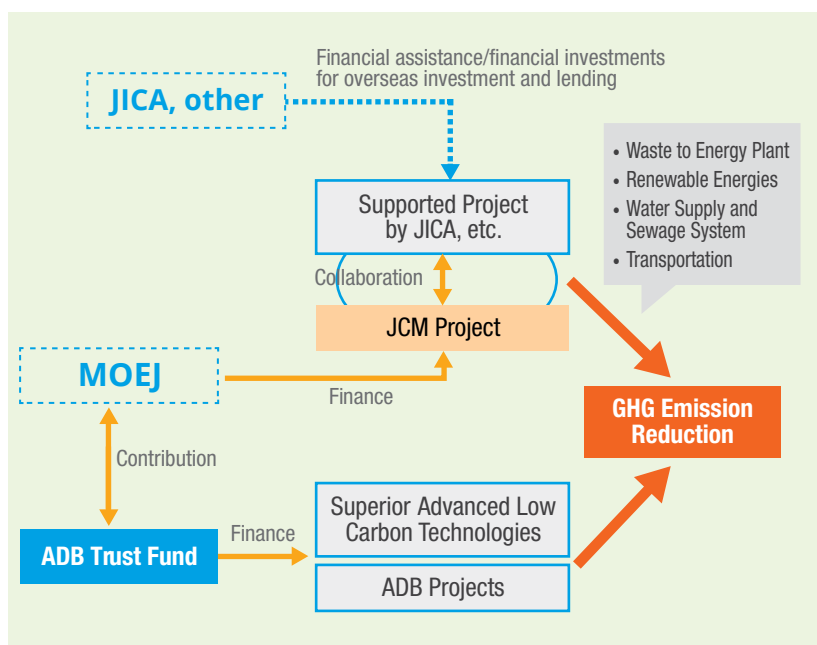 Financial assistance/financial investments
for overseas investment and lending
JICA, other
• Waste to Energy Plant
• Renewable Energies
• Water Supply and
Sewage System
• Transportation
Supported Project
by JICA, etc.
Collaboration
JCM Project
MOEJ
Finance
GHG Emission
Reduction
Contribution
Superior Advanced Low
Carbon Technologies
Finance
ADB Trust Fund
ADB Projects